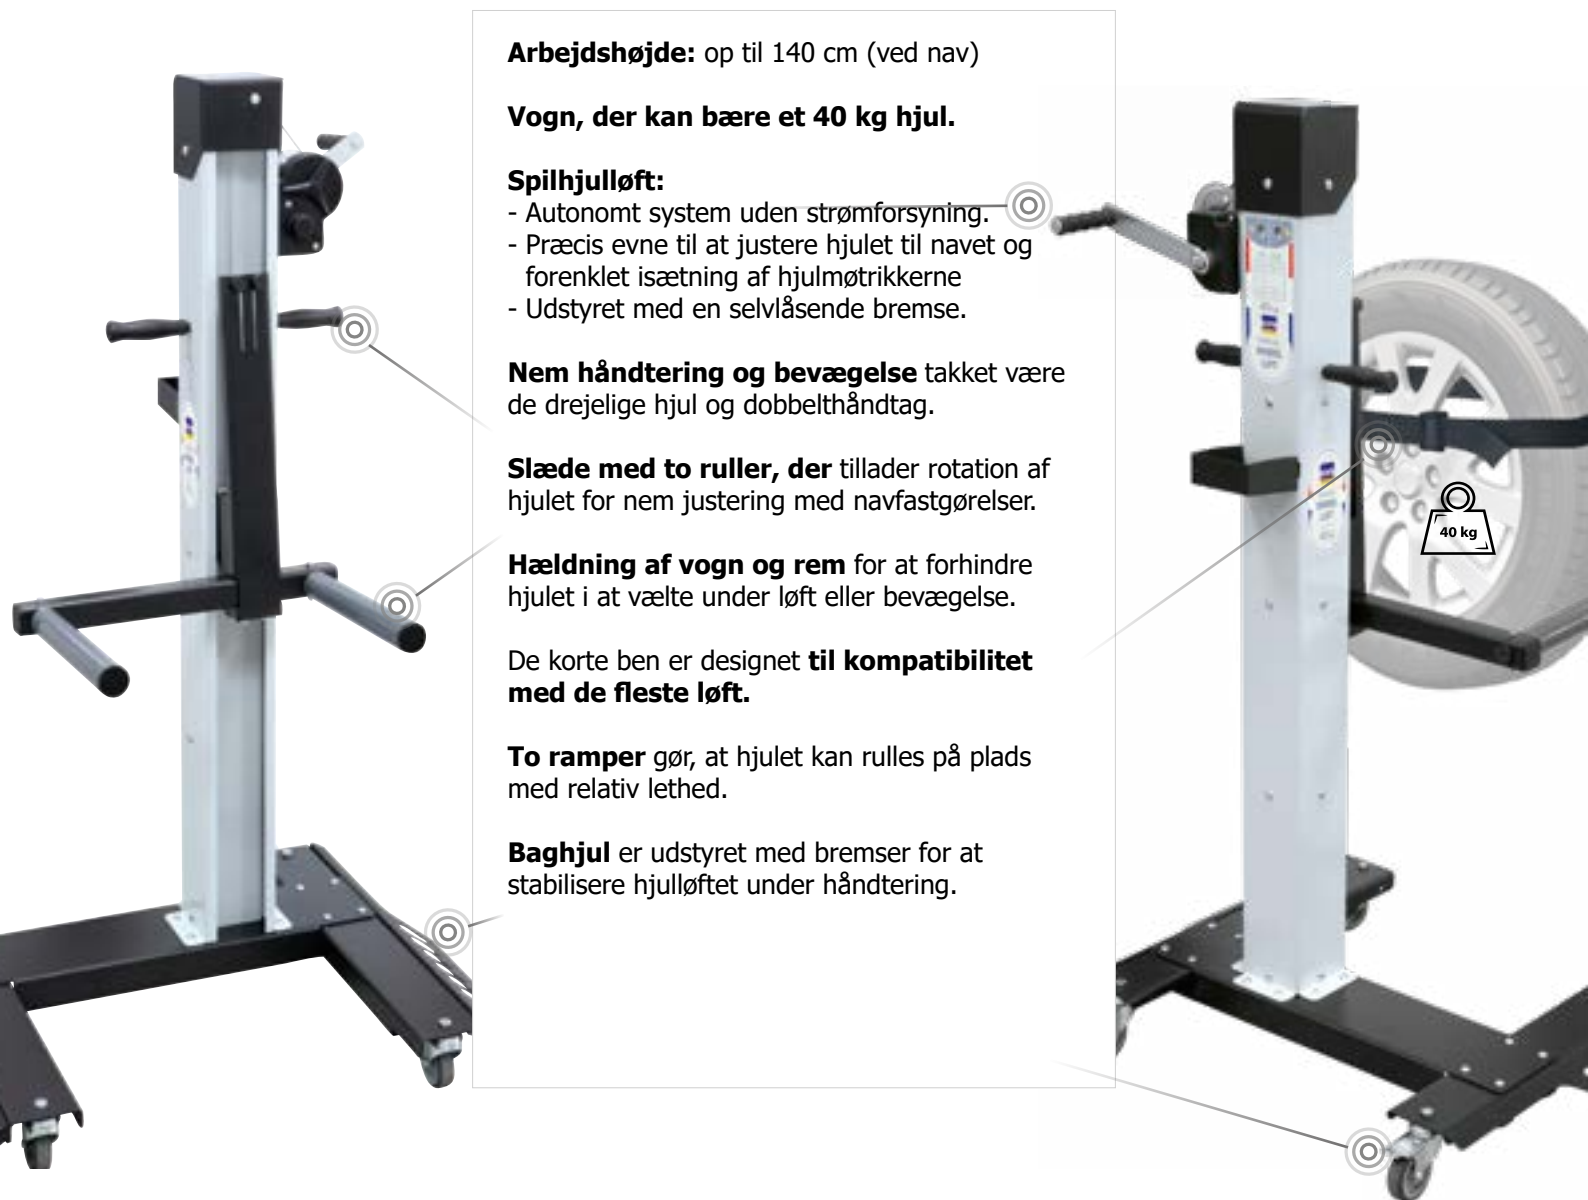 Arbejdshøjde: op til 140 cm (ved nav)
Vogn, der kan bære et 40 kg hjul.
Spilhjulløft:
- Autonomt system uden strømforsyning.
- Præcis evne til at justere hjulet til navet og
forenklet isætning af hjulmøtrikkerne
- Udstyret med en selvlåsende bremse.
Nem håndtering og bevægelse takket være
de drejelige hjul og dobbelthåndtag.
Slæde med to ruller, der tillader rotation af
hjulet for nem justering med navfastgørelser.
Hældning af vogn og rem for at forhindre
hjulet i at vælte under løft eller bevægelse.
De korte ben er designet til kompatibilitet
med de fleste løft.
To ramper gør, at hjulet kan rulles på plads
med relativ lethed.
Baghjul er udstyret med bremser for at
stabilisere hjulløftet under håndtering.
40 kg